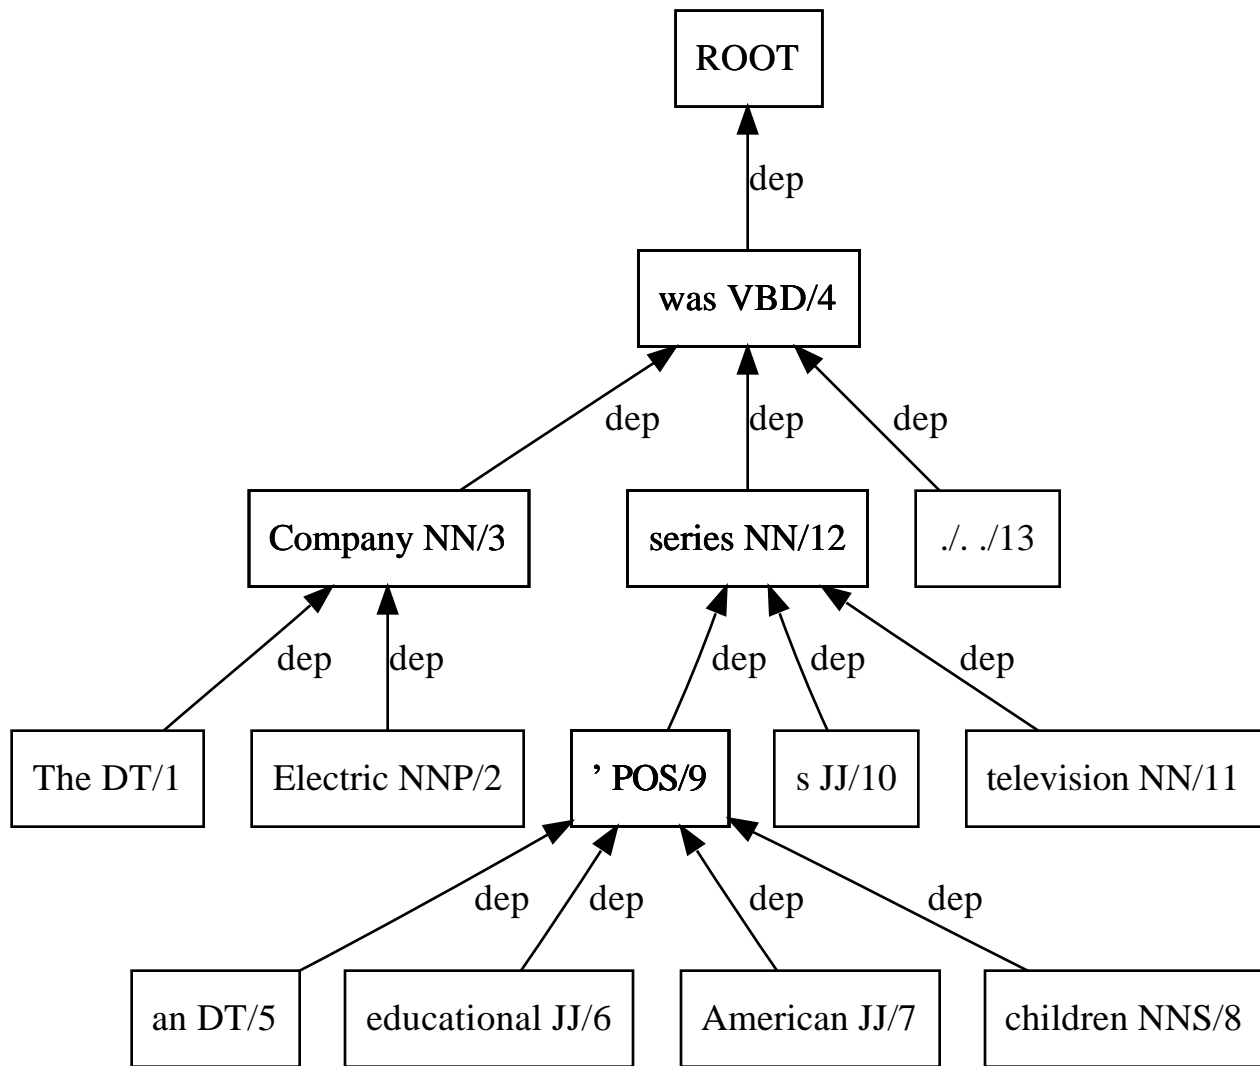 ROOT
dep
was VBD/4
dep dep dep
Company NN/3 series NN/12 ./. ./13
dep dep dep dep dep
The DT/1 Electric NNP/2 ’ POS/9 s JJ/10 television NN/11
dep dep dep dep
an DT/5 educational JJ/6 American JJ/7 children NNS/8